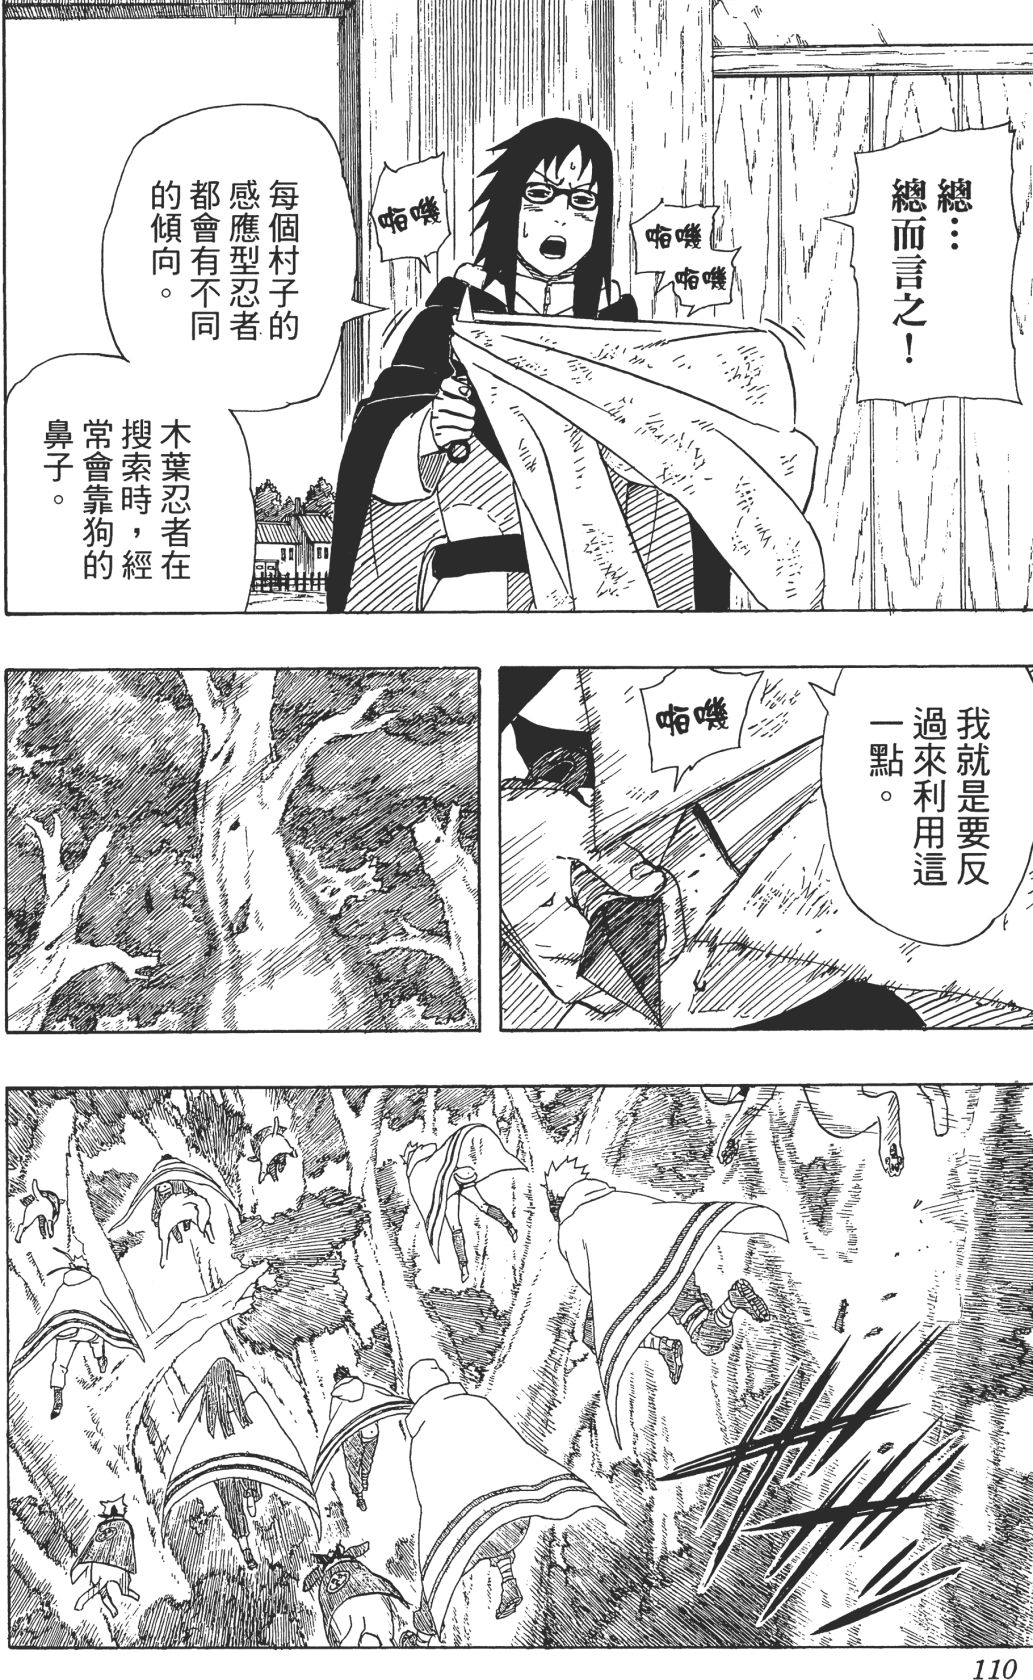 總…
總而言之！
嘰
啪
嘰
啪
嘰
啪
每個村子的
感應型忍者
都會有不同
的傾向。
木葉忍者在
搜索時，經
常會靠狗的
鼻子。
我就是要反
過來利用這
一點。
嘰
啪
110